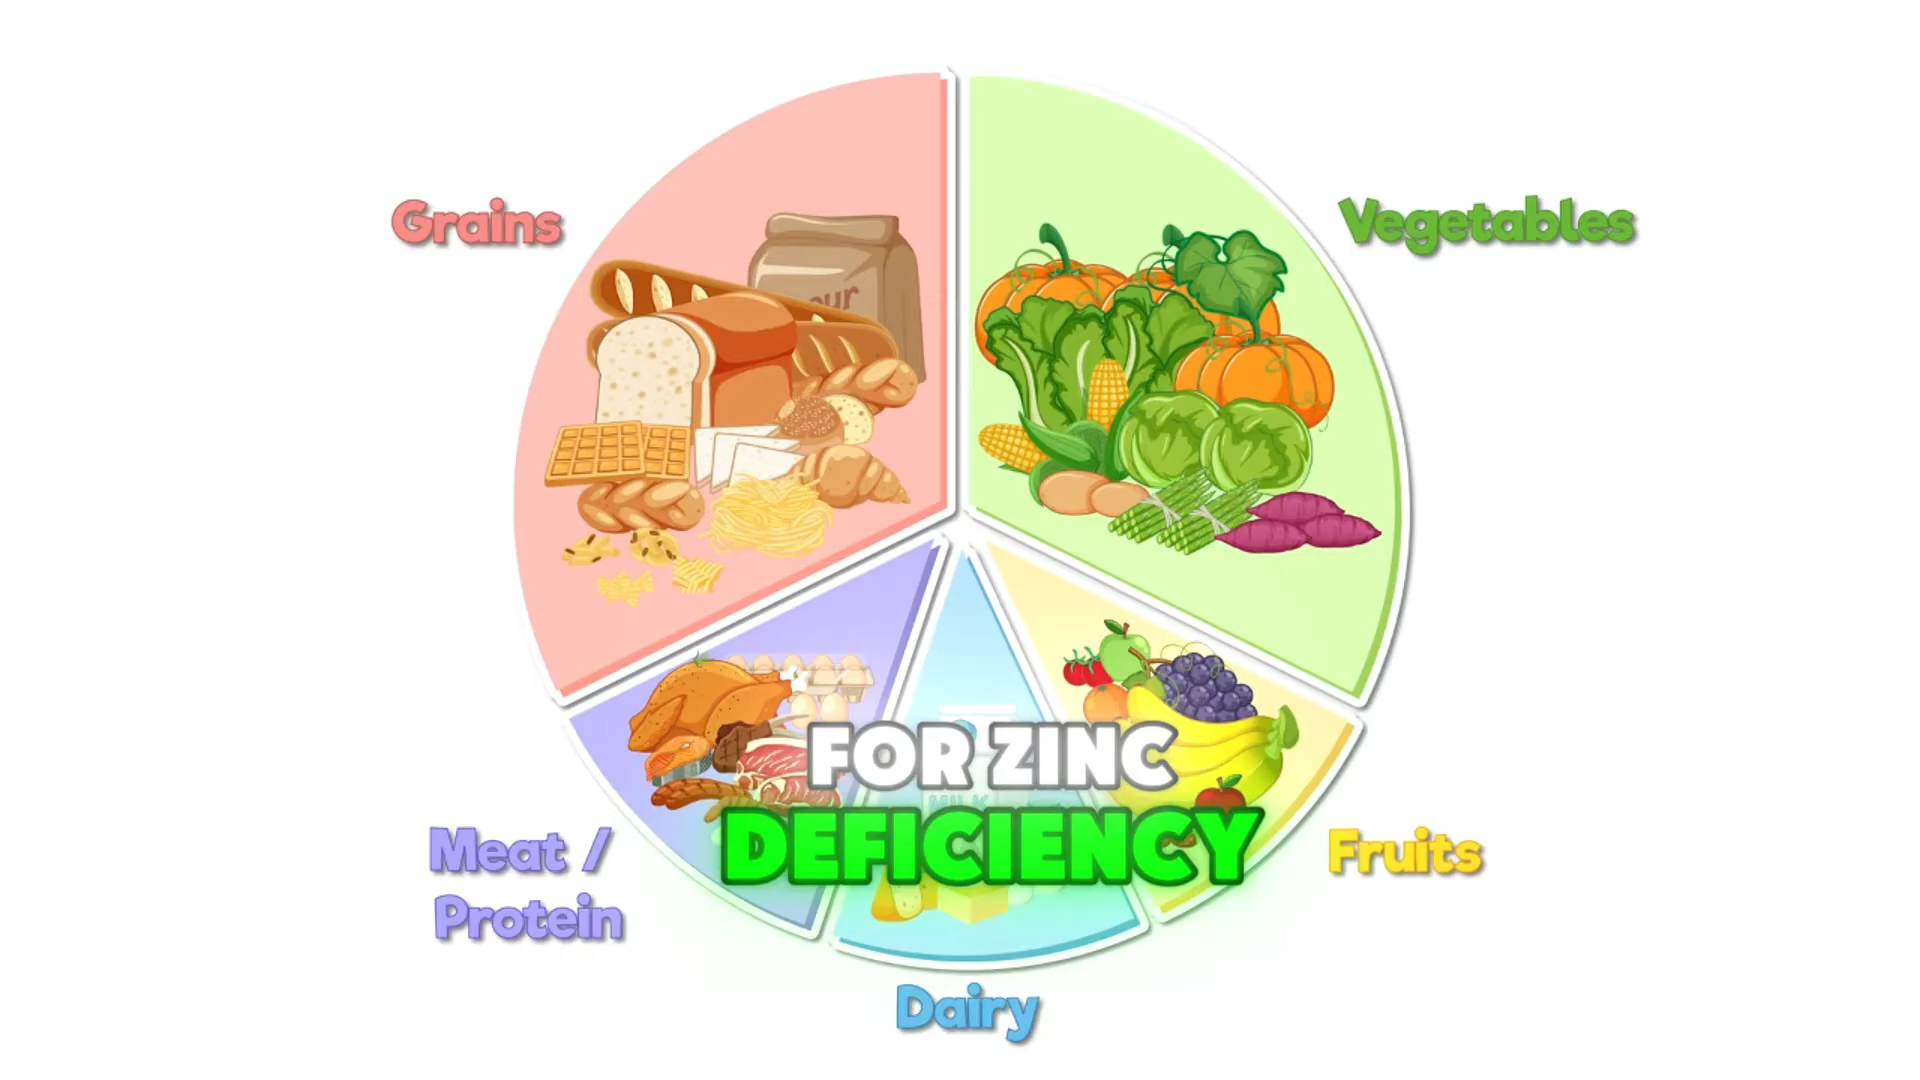 Grains
Vegetables
FOR ZINC
DEFICIENCY
Meat /
Protein
Fruits
Dairy